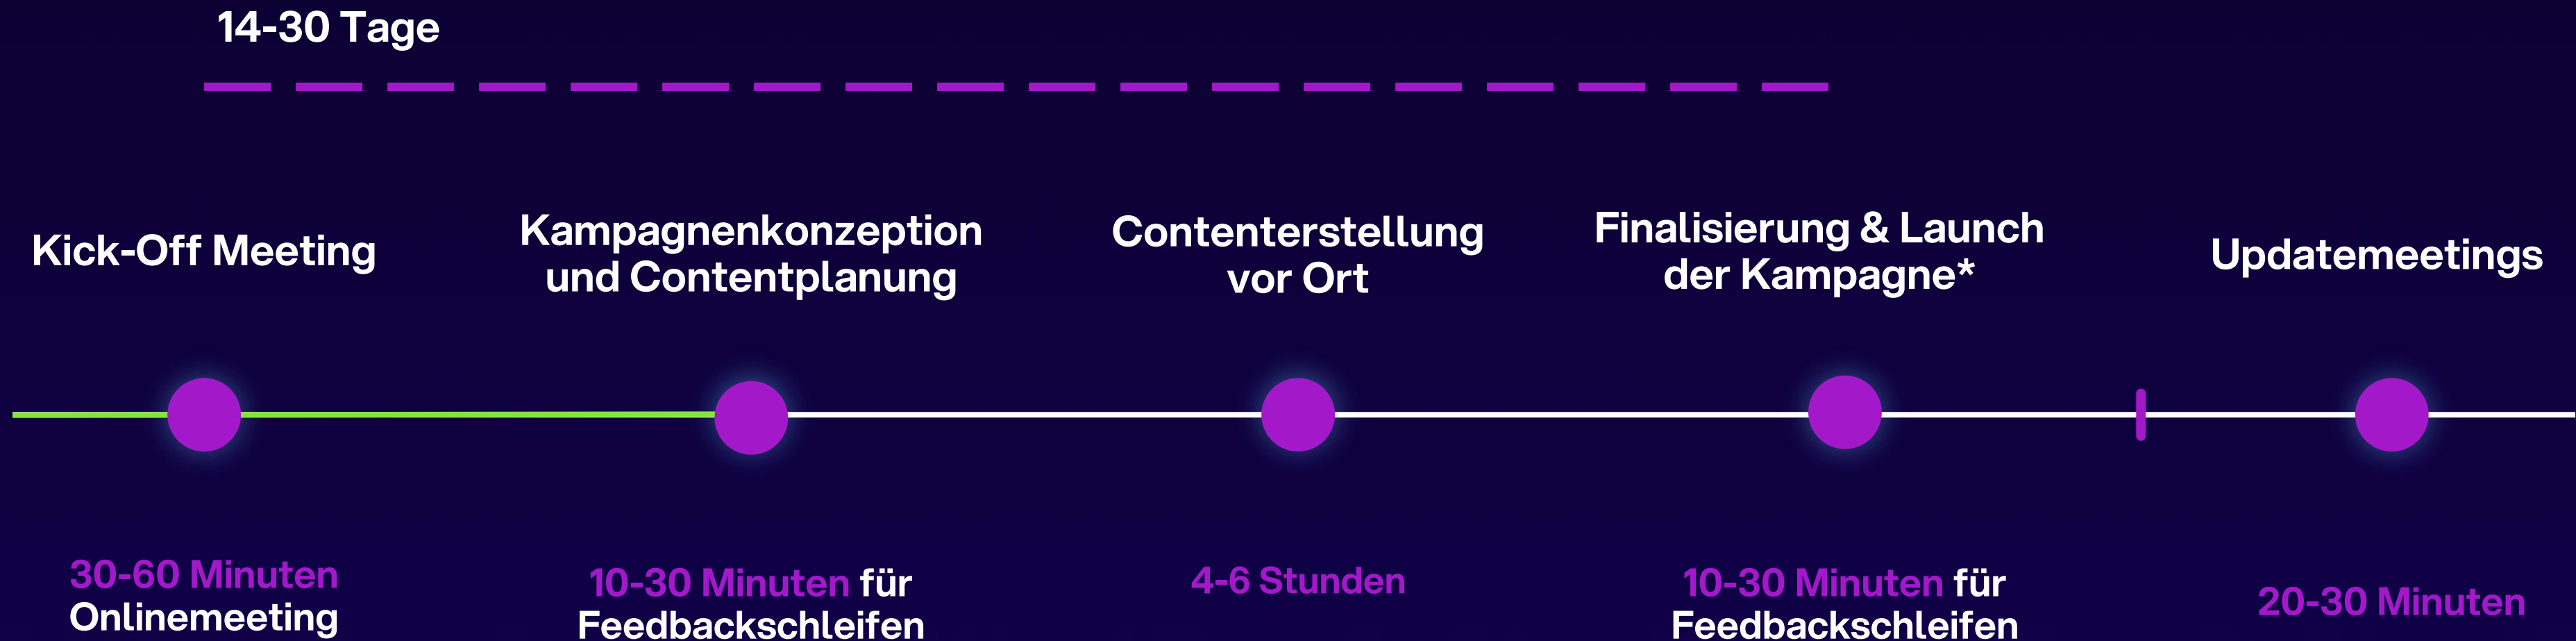 14-30 Tage
Kick-Off Meeting
Kampagnenkonzeption
und Contentplanung
Contenterstellung
vor Ort
Finalisierung & Launch
der Kampagne*
Updatemeetings
30-60 Minuten
Onlinemeeting
10-30 Minuten für
Feedbackschleifen
4-6 Stunden
10-30 Minuten für
Feedbackschleifen
20-30 Minuten